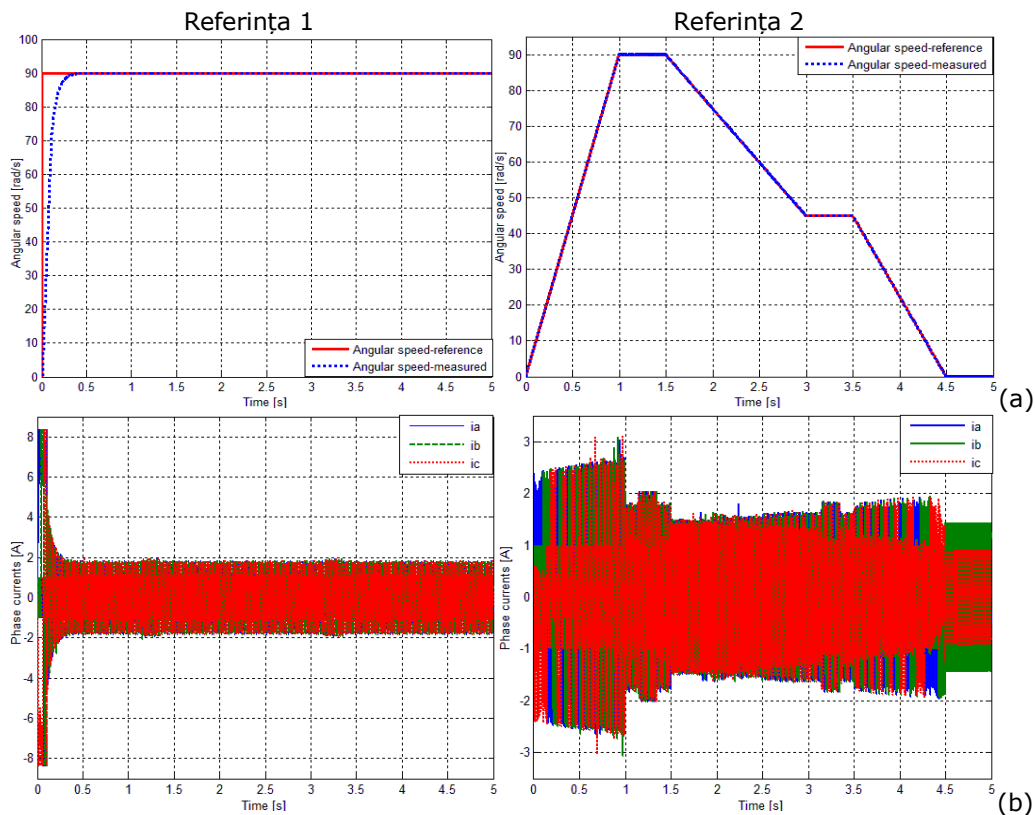 Referința 1
Referința 2
100
90
80
70
60
50
40
30
20
10
0
Angular speed [rad/s]
Angular speed-reference
Angular speed-measured
0 0.5 1 1.5 2 2.5 3 3.5 4 4.5 5
Time [s]
90
80
70
60
50
40
30
20
10
0
Angular speed [rad/s]
Angular speed-reference
Angular speed-measured
0 0.5 1 1.5 2 2.5 3 3.5 4 4.5 5
Time [s]
(a)
8
6
4
2
0
-2
-4
-6
-8
Phase currents [A]
ia
ib
ic
0 0.5 1 1.5 2 2.5 3 3.5 4 4.5 5
Time [s]
3
2
1
0
-1
-2
-3
Phase currents [A]
ia
ib
ic
0 0.5 1 1.5 2 2.5 3 3.5 4 4.5 5
Time [s]
(b)